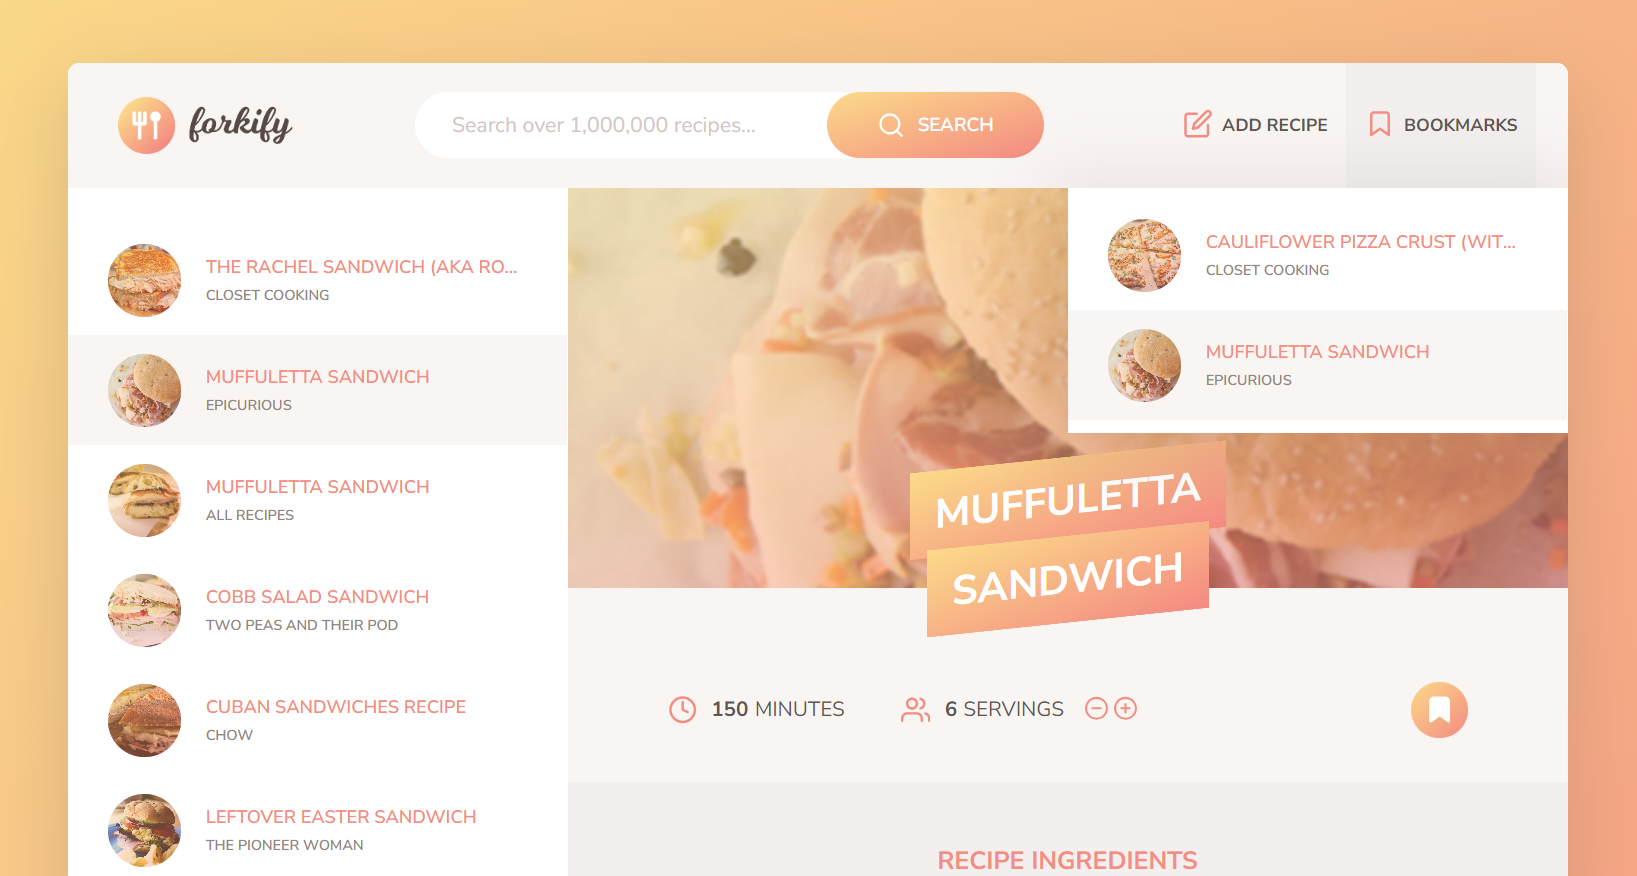 forkify
Search over 1,000,000 recipes...
SEARCH
ADD RECIPE
BOOKMARKS
THE RACHEL SANDWICH (AKA RO...
CLOSET COOKING
MUFFULETTA SANDWICH
EPICURIOUS
MUFFULETTA SANDWICH
ALL RECIPES
COBB SALAD SANDWICH
TWO PEAS AND THEIR POD
CUBAN SANDWICHES RECIPE
CHOW
LEFTOVER EASTER SANDWICH
THE PIONEER WOMAN
CAULIFLOWER PIZZA CRUST (WIT...
CLOSET COOKING
MUFFULETTA SANDWICH
EPICURIOUS
MUFFULETTA
SANDWICH
150 MINUTES
6 SERVINGS
RECIPE INGREDIENTS